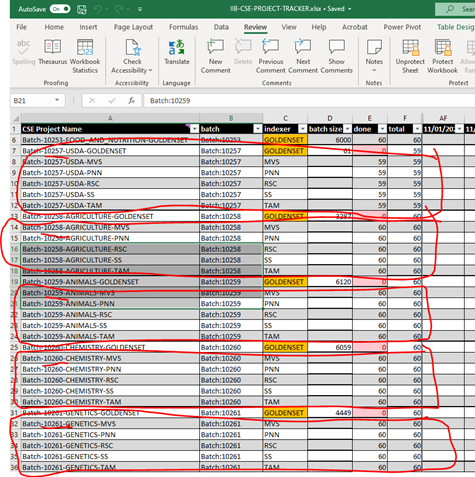 AutoSave On IIB-CSE-PROJECT-TRACKER.xlsx • Saved Sear
File Home Insert Page Layout Formulas Data Review View Help Power Pivot Table Design
abc
Spelling Thesaurus Workbook Statistics Check Accessibility Translate New Comment Delete Previous Comment Next Comment Show Comments Notes Unprotect Sheet Protect Workbook
Proofing Accessibility Language Comments Notes
B21 fx Batch:10259
A B C D E F AF
1 CSE Project Name batch indexer batch size done total 11/01/202 11/
6 Batch-10253-FOOD_AND_NUTRITION-GOLDENSET Batch:10253 GOLDENSET 6000 60 60
7 Batch-10257-USDA-GOLDENSET Batch:10257 GOLDENSET 61 0 59
8 Batch-10257-USDA-MVS Batch:10257 MVS 59 59
9 Batch-10257-USDA-PNN Batch:10257 PNN 59 59
10 Batch-10257-USDA-RSC Batch:10257 RSC 59 59
11 Batch-10257-USDA-SS Batch:10257 SS 59 59
12 Batch-10257-USDA-TAM Batch:10257 TAM 59 59
13 Batch-10258-AGRICULTURE-GOLDENSET Batch:10258 GOLDENSET 3287 0 60
14 Batch-10258-AGRICULTURE-MVS Batch:10258 MVS 60 60
15 Batch-10258-AGRICULTURE-PNN Batch:10258 PNN 60 60
16 Batch-10258-AGRICULTURE-RSC Batch:10258 RSC 60 60
17 Batch-10258-AGRICULTURE-SS Batch:10258 SS 60 60
18 Batch-10258-AGRICULTURE-TAM Batch:10258 TAM 60 60
19 Batch-10259-ANIMALS-GOLDENSET Batch:10259 GOLDENSET 6120 0 60
20 Batch-10259-ANIMALS-MVS Batch:10259 MVS 60 60
21 Batch-10259-ANIMALS-PNN Batch:10259 PNN 60 60
22 Batch-10259-ANIMALS-RSC Batch:10259 RSC 60 60
23 Batch-10259-ANIMALS-SS Batch:10259 SS 60 60
24 Batch-10259-ANIMALS-TAM Batch:10259 TAM 60 60
25 Batch-10260-CHEMISTRY-GOLDENSET Batch:10260 GOLDENSET 6059 0 60
26 Batch-10260-CHEMISTRY-MVS Batch:10260 MVS 60 60
27 Batch-10260-CHEMISTRY-PNN Batch:10260 PNN 60 60
28 Batch-10260-CHEMISTRY-RSC Batch:10260 RSC 60 60
29 Batch-10260-CHEMISTRY-SS Batch:10260 SS 60 60
30 Batch-10260-CHEMISTRY-TAM Batch:10260 TAM 60 60
31 Batch-10261-GENETICS-GOLDENSET Batch:10261 GOLDENSET 4449 0 60
32 Batch-10261-GENETICS-MVS Batch:10261 MVS 60 60
33 Batch-10261-GENETICS-PNN Batch:10261 PNN 60 60
34 Batch-10261-GENETICS-RSC Batch:10261 RSC 60 60
35 Batch-10261-GENETICS-SS Batch:10261 SS 60 60
36 Batch-10261-GENETICS-TAM Batch:10261 TAM 60 60